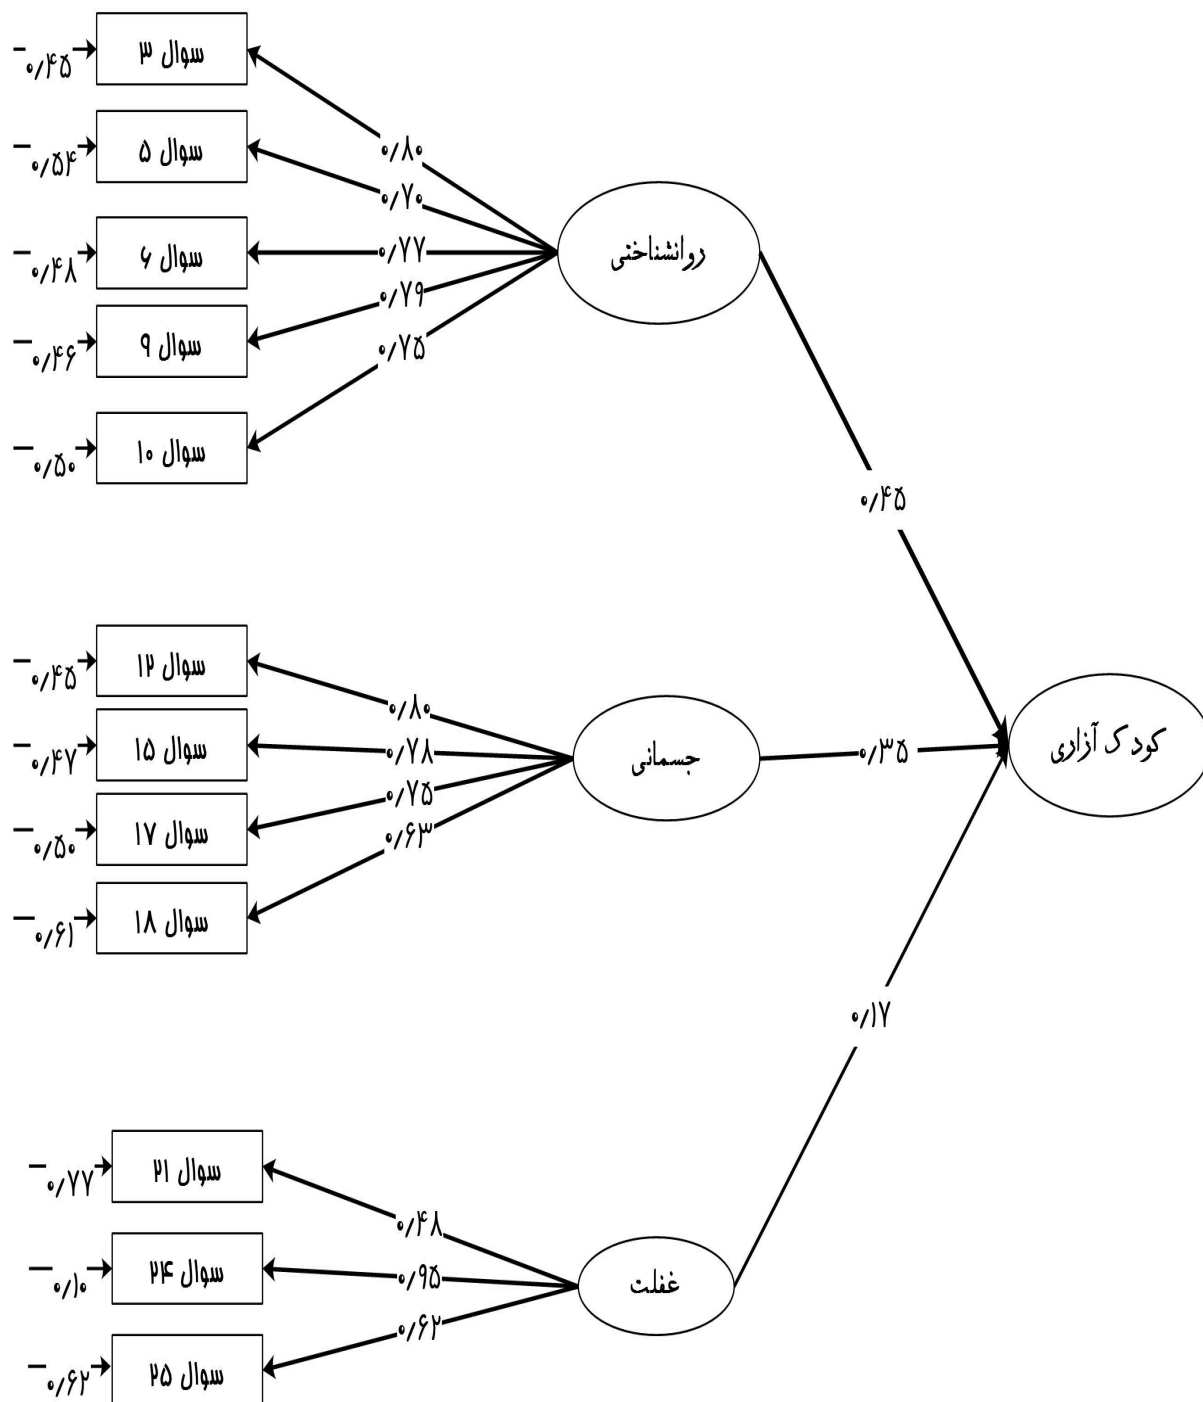 سوال ۳
۰/۴۵
۰/۸۰
سوال ۵
۰/۵۴
۰/۷۰
روانشناختی
سوال ۶
۰/۴۸
۰/۷۷
سوال ۹
۰/۴۶
۰/۷۹
سوال ۱۰
۰/۵۰
۰/۷۵
۰/۴۵
سوال ۱۲
۰/۴۵
۰/۸۰
سوال ۱۵
۰/۴۷
۰/۷۸
جسمانی
۰/۳۵
کودک آزاری
سوال ۱۷
۰/۵۰
۰/۷۵
سوال ۱۸
۰/۶۱
۰/۶۳
۰/۱۷
سوال ۲۱
۰/۷۷
۰/۴۸
سوال ۲۴
۰/۱۰
۰/۹۵
غفلت
سوال ۲۵
۰/۶۲
۰/۶۲